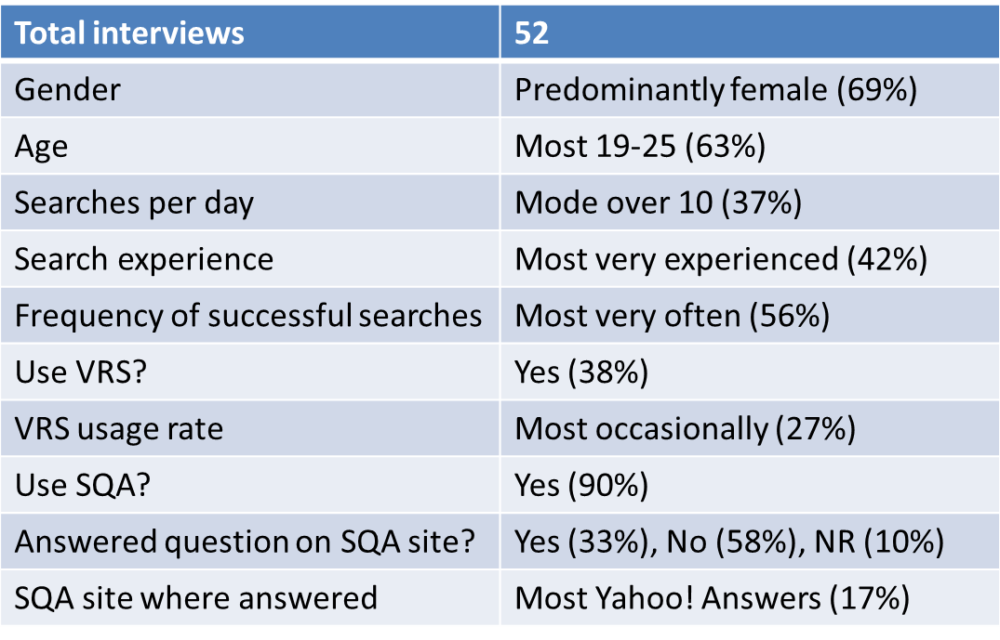 Total interviews 52
Gender Predominantly female (69%)
Age Most 19-25 (63%)
Searches per day Mode over 10 (37%)
Search experience Most very experienced (42%)
Frequency of successful searches Most very often (56%)
Use VRS? Yes (38%)
VRS usage rate Most occasionally (27%)
Use SQA? Yes (90%)
Answered question on SQA site? Yes (33%), No (58%), NR (10%)
SQA site where answered Most Yahoo! Answers (17%)